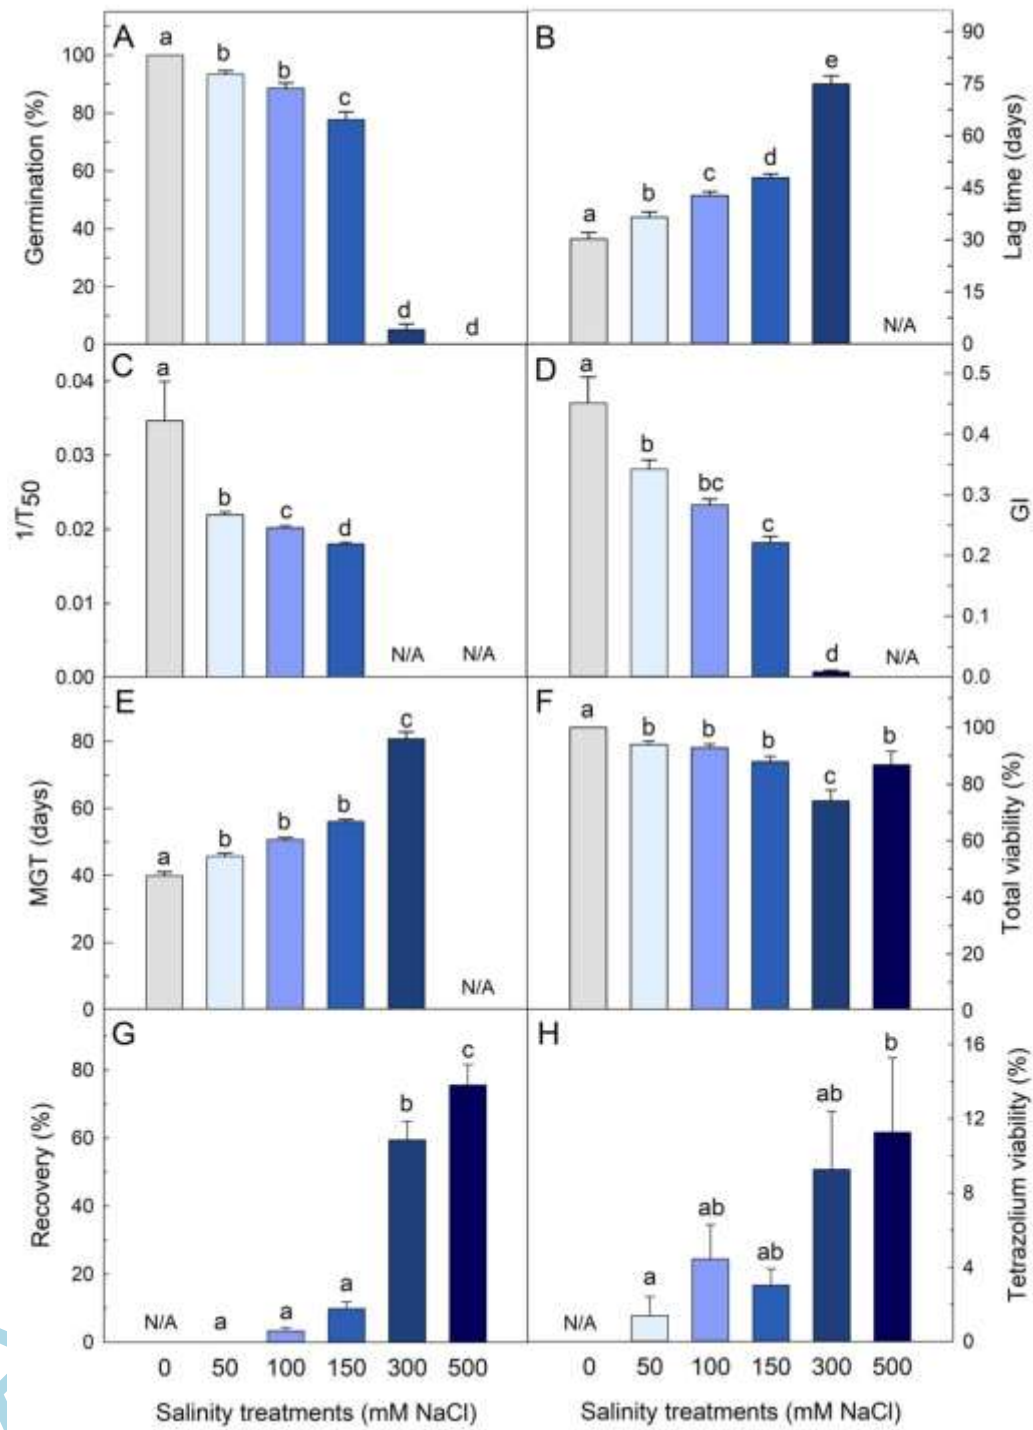 A
a
b
b
c
d
d
100
80
60
40
20
0
Germination (%)
B
a
b
c
d
e
N/A
90
75
60
45
30
15
0
Lag time (days)
C
a
b
c
d
N/A
N/A
0.04
0.03
0.02
0.01
0.00
1/T50
D
a
b
bc
c
d
N/A
0.5
0.4
0.3
0.2
0.1
0.0
GI
E
a
b
b
b
c
N/A
80
60
40
20
0
MGT (days)
F
a
b
b
b
c
b
100
80
60
40
20
0
Total viability (%)
G
N/A
a
a
a
b
c
80
60
40
20
0
Recovery (%)
0 50 100 150 300 500
Salinity treatments (mM NaCl)
H
N/A
a
ab
ab
ab
b
16
12
8
4
0
Tetrazolium viability (%)
0 50 100 150 300 500
Salinity treatments (mM NaCl)